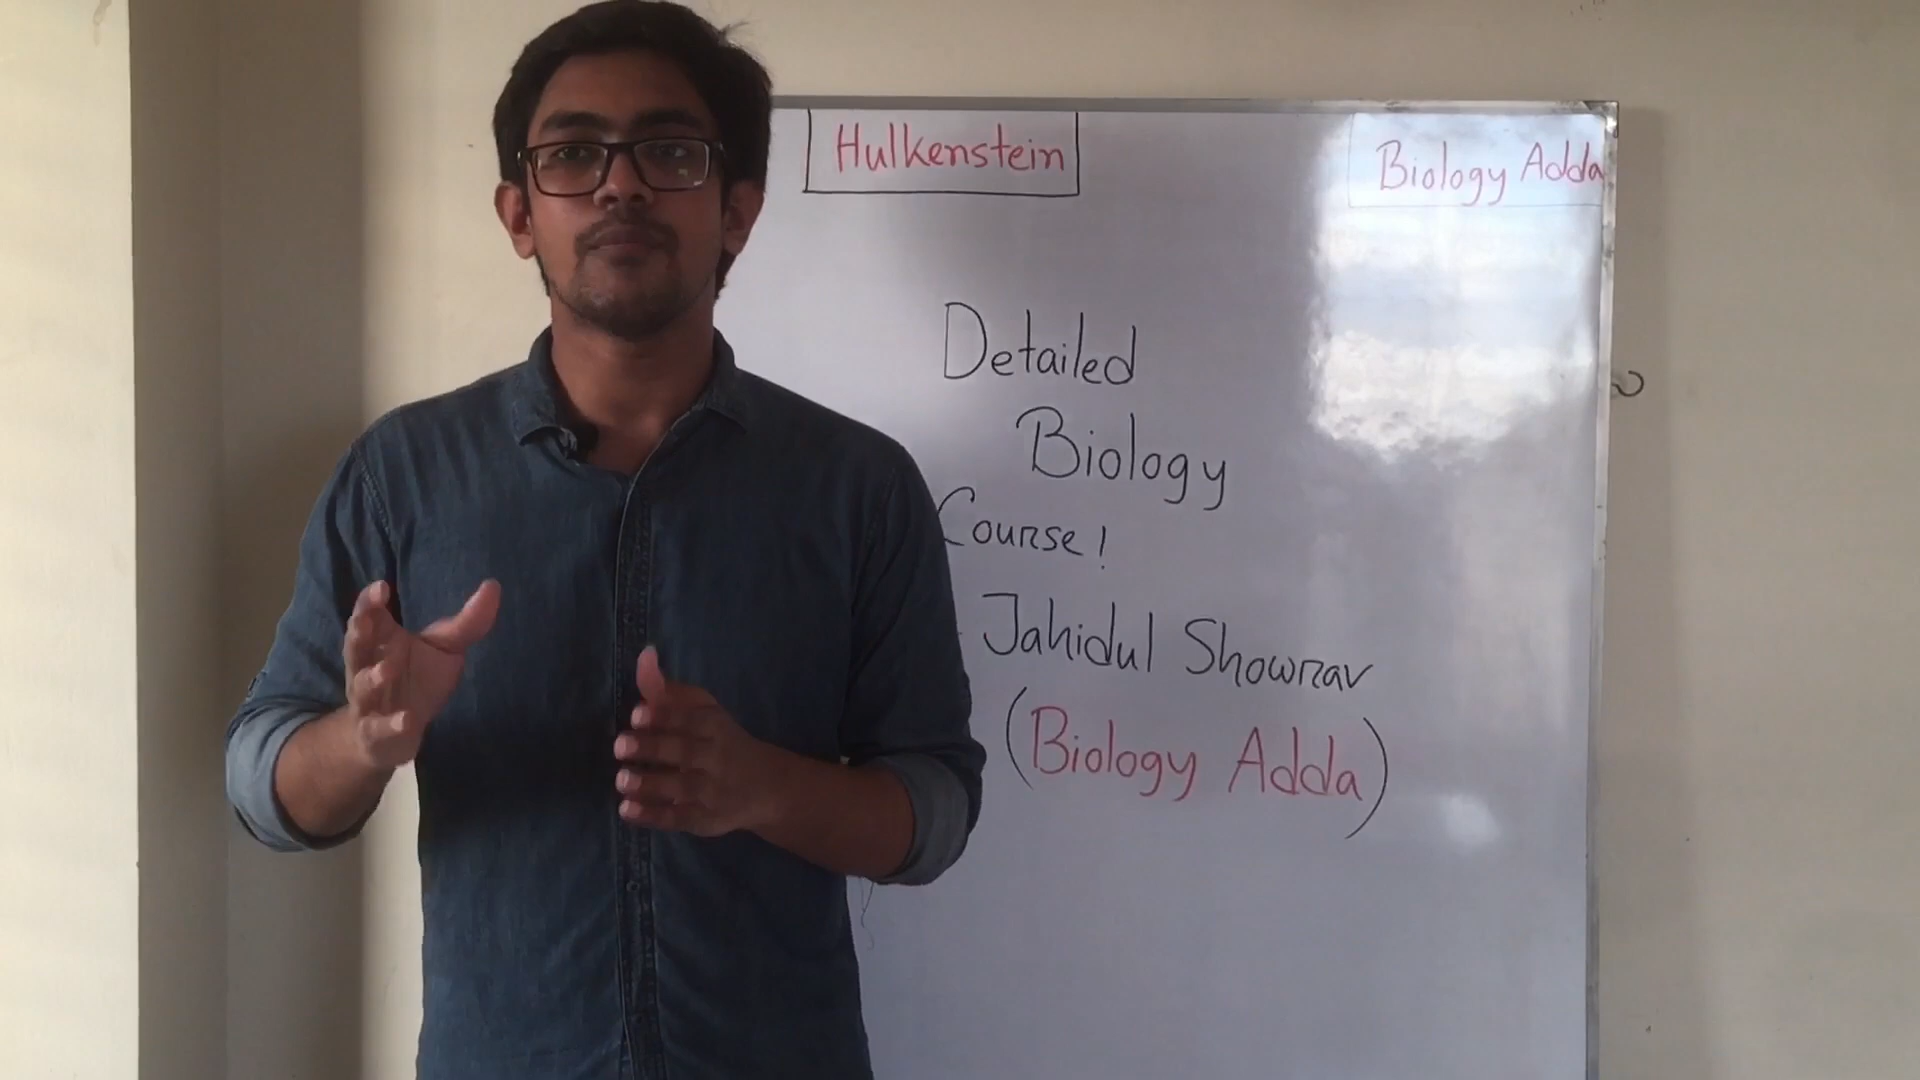 Hulkenstein
Biology Adda
Detailed
Biology
Course!
- Jahidul Showrav
(Biology Adda)